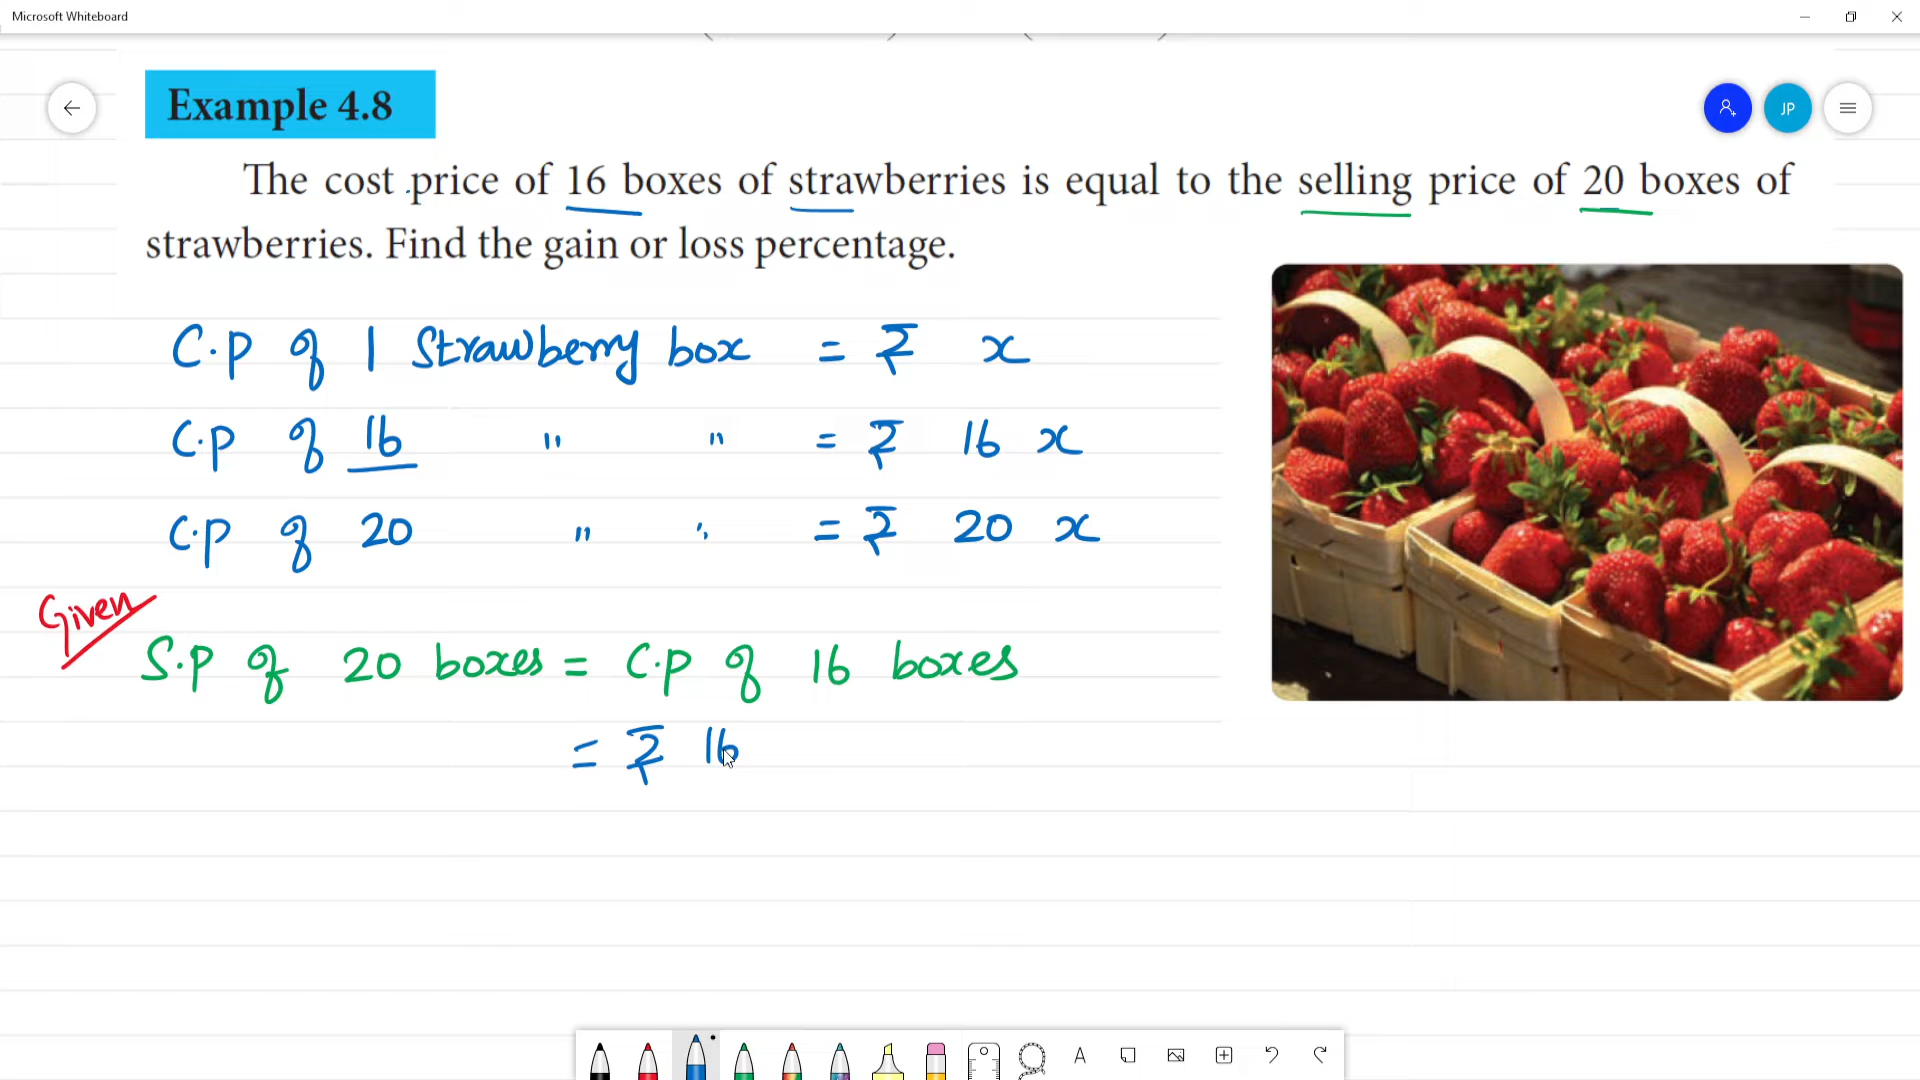 Microsoft Whiteboard
Example 4.8
JP
The cost price of 16 boxes of strawberries is equal to the selling price of 20 boxes of
strawberries. Find the gain or loss percentage.
C.p of 1 Strawberry box = ₹ x
C.p of 16 " " = ₹ 16 x
C.p of 20 " " = ₹ 20 x
Given
S.p of 20 boxes = C.p of 16 boxes
= ₹ 16
A